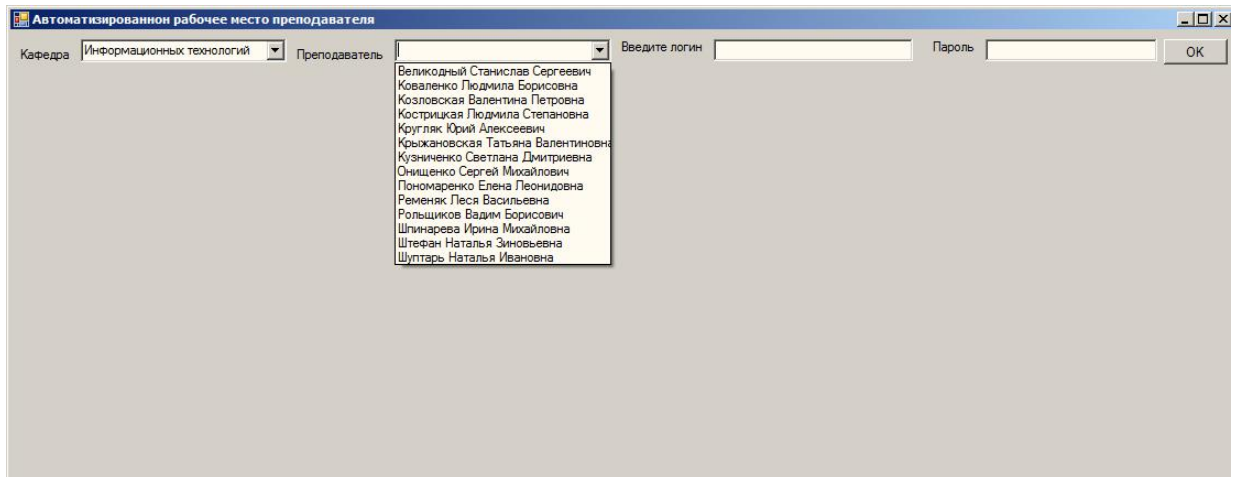 Автоматизированнон рабочее место преподавателя
Кафедра Информационных технологий Преподаватель Введите логин Пароль OK
Великодный Станислав Сергеевич
Коваленко Людмила Борисовна
Козловская Валентина Петровна
Кострицкая Людмила Степановна
Кругляк Юрий Алексеевич
Крыжановская Татьяна Валентиновна
Кузниченко Светлана Дмитриевна
Онищенко Сергей Михайлович
Пономаренко Елена Леонидовна
Ременяк Леся Васильевна
Рольщиков Вадим Борисович
Шпинарева Ирина Михайловна
Штефан Наталья Зиновьевна
Шуптарь Наталья Ивановна